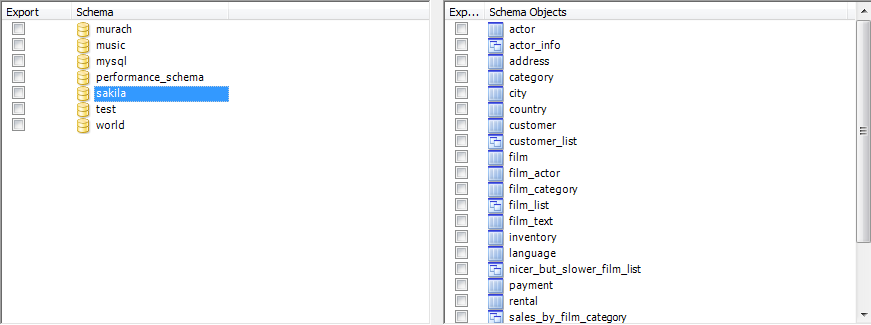 Export Schema
murach
music
mysql
performance_schema
sakila
test
world
Exp... Schema Objects
actor
actor_info
address
category
city
country
customer
customer_list
film
film_actor
film_category
film_list
film_text
inventory
language
nicer_but_slower_film_list
payment
rental
sales_by_film_category